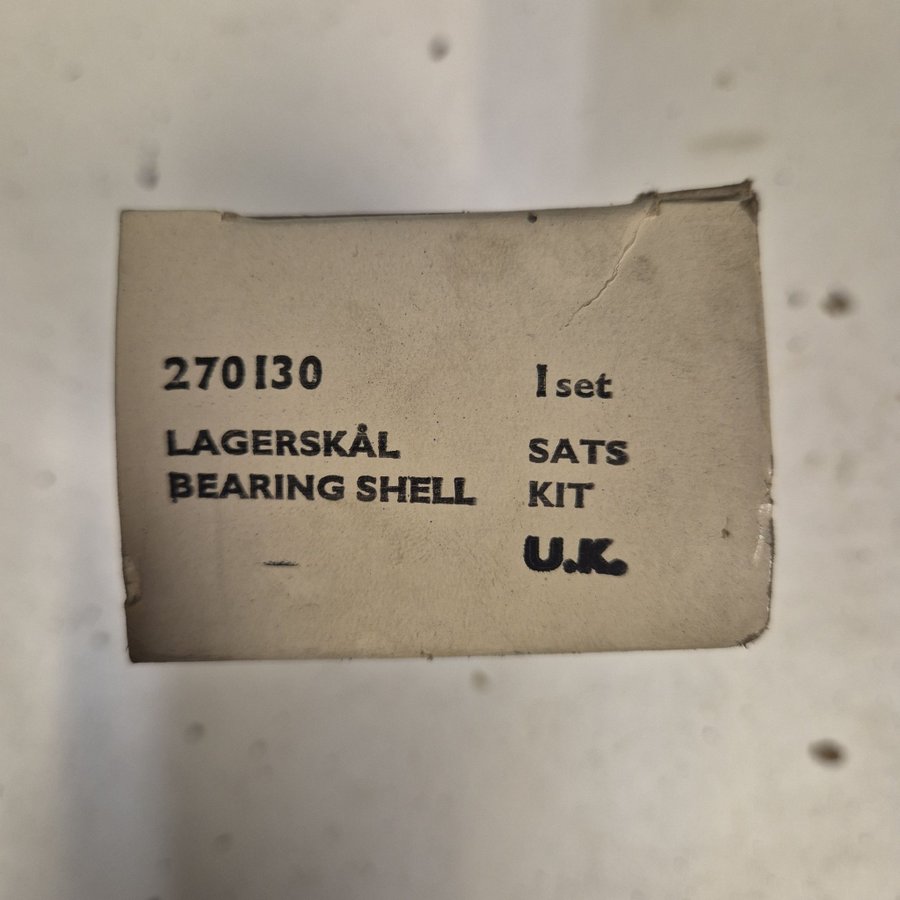 270130 1 set
LAGERSKÅL SATS
BEARING SHELL KIT
U.K.